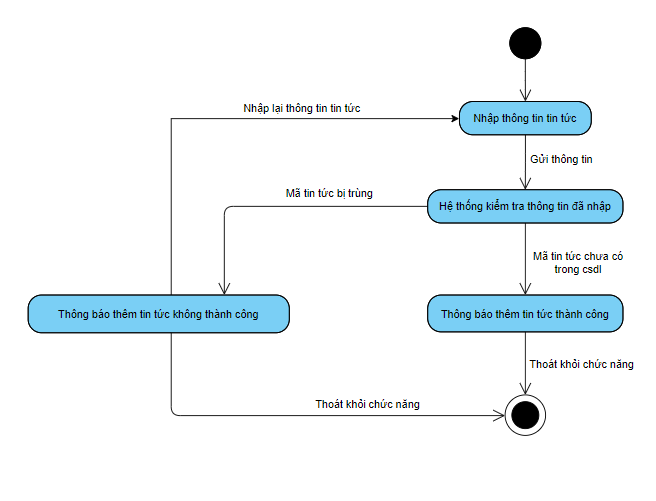 Nhập lại thông tin tin tức
Nhập thông tin tin tức
Gửi thông tin
Mã tin tức bị trùng
Hệ thống kiểm tra thông tin đã nhập
Mã tin tức chưa có
trong csdl
Thông báo thêm tin tức không thành công
Thông báo thêm tin tức thành công
Thoát khỏi chức năng
Thoát khỏi chức năng